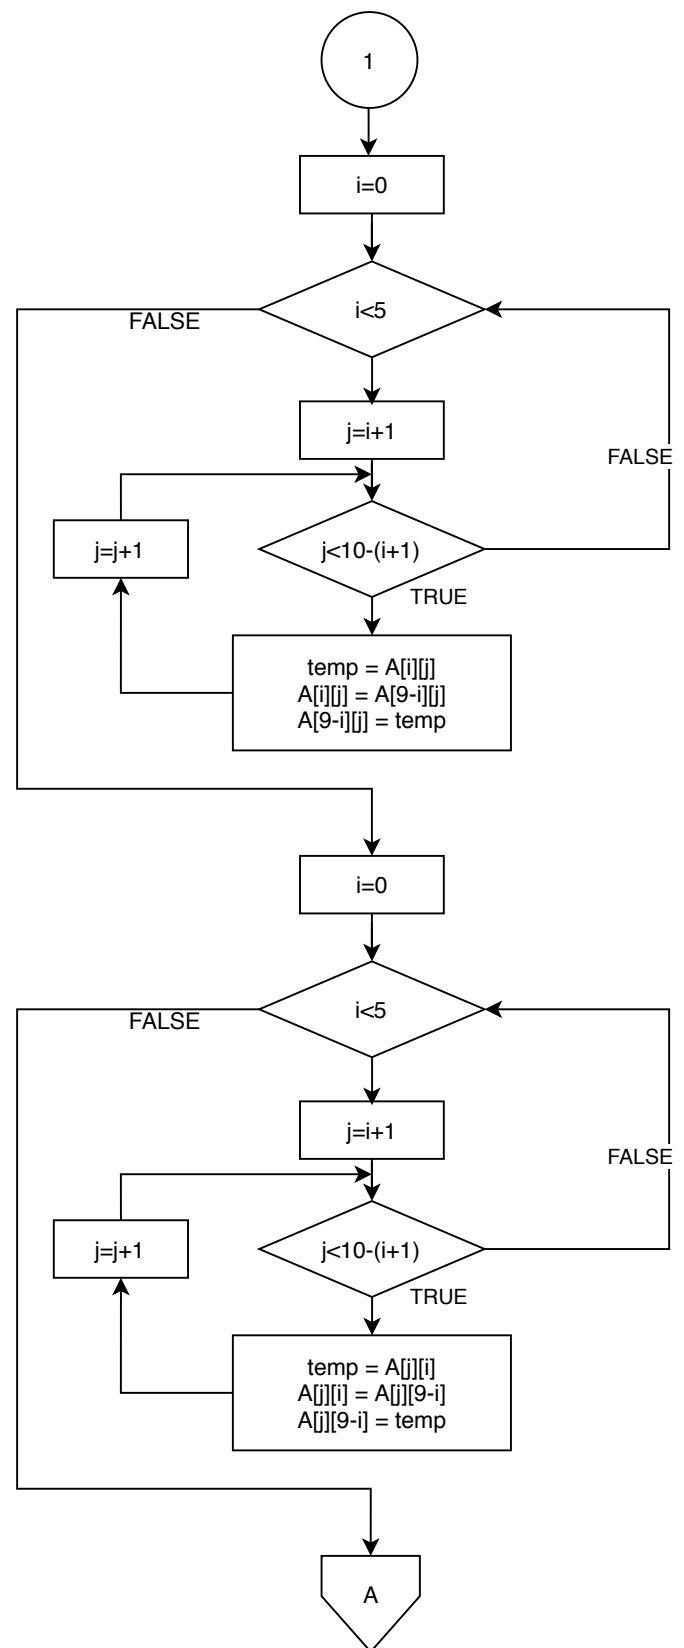 1
i=0
i<5
FALSE
j=i+1
FALSE
j=j+1
j<10-(i+1)
TRUE
temp = A[i][j]
A[i][j] = A[9-i][j]
A[9-i][j] = temp
i=0
i<5
FALSE
j=i+1
FALSE
j=j+1
j<10-(i+1)
TRUE
temp = A[j][i]
A[j][i] = A[j][9-i]
A[j][9-i] = temp
A